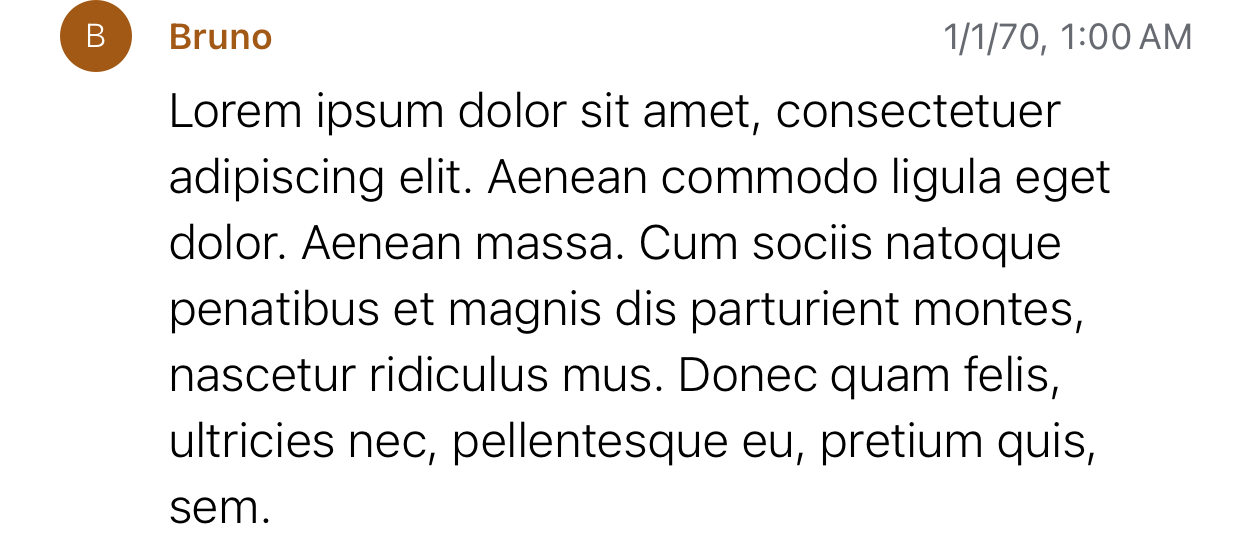 B Bruno 1/1/70, 1:00 AM
Lorem ipsum dolor sit amet, consectetuer
adipiscing elit. Aenean commodo ligula eget
dolor. Aenean massa. Cum sociis natoque
penatibus et magnis dis parturient montes,
nascetur ridiculus mus. Donec quam felis,
ultricies nec, pellentesque eu, pretium quis,
sem.